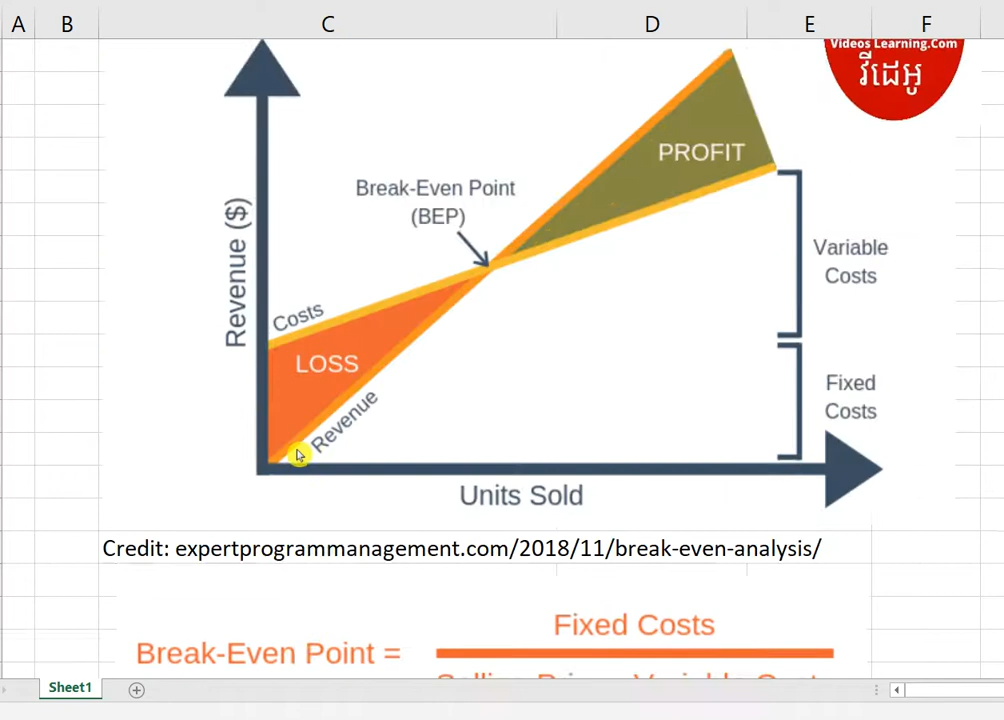 A B C D E F
Videos Learning.Com
វីដេអូ
PROFIT
Break-Even Point
(BEP)
Variable
Costs
Revenue ($)
Costs
LOSS
Revenue
Fixed
Costs
Units Sold
Credit: expertprogrammanagement.com/2018/11/break-even-analysis/
Fixed Costs
Break-Even Point =
Sheet1